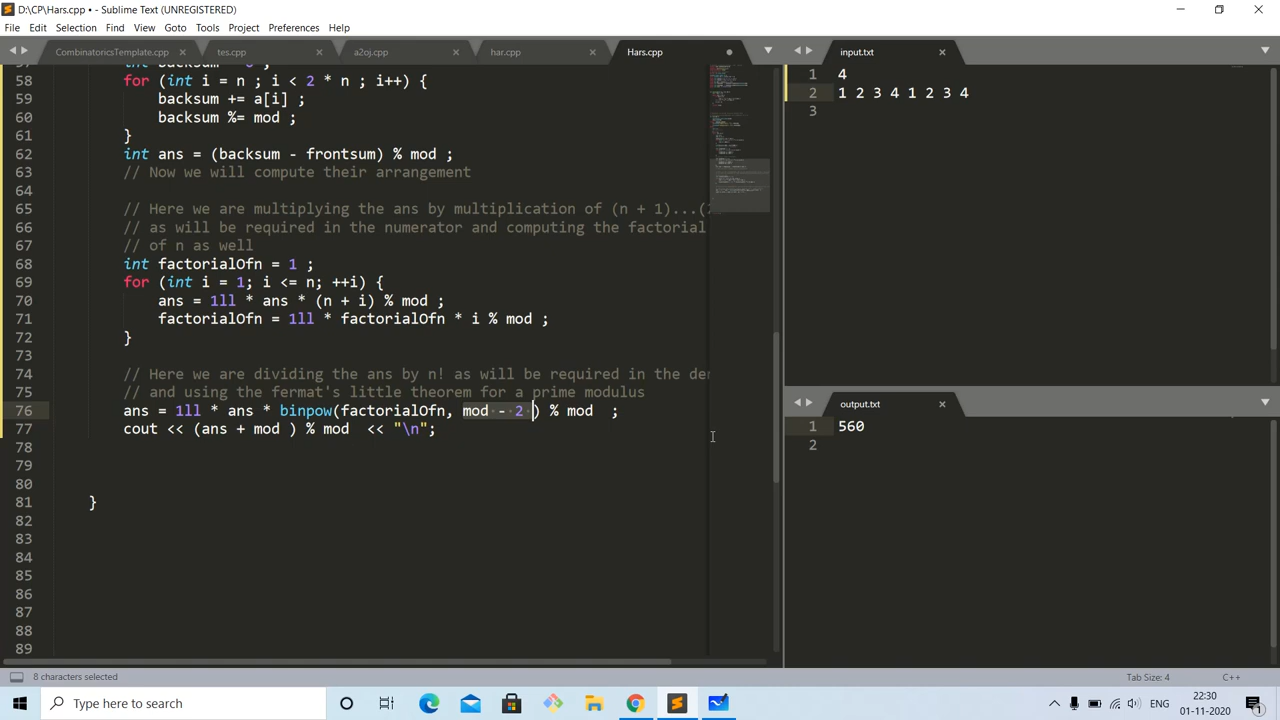 D:\CP\Hars.cpp • - Sublime Text (UNREGISTERED)
File Edit Selection Find View Goto Tools Project Preferences Help
CombinatoricsTemplate.cpp tes.cpp a2oj.cpp har.cpp Hars.cpp
58 for (int i = n ; i < 2 * n ; i++) {
59 backsum += a[i] ;
60 backsum %= mod ;
61 }
62 int ans = (backsum - frontsum) % mod ;
63 // Now we will consider their arrangement
64
65 // Here we are multiplying the ans by multiplication of (n + 1)...(
66 // as will be required in the numerator and computing the factorial
67 // of n as well
68 int factorialOfn = 1 ;
69 for (int i = 1; i <= n; ++i) {
70 ans = 1ll * ans * (n + i) % mod ;
71 factorialOfn = 1ll * factorialOfn * i % mod ;
72 }
73
74 // Here we are dividing the ans by n! as will be required in the
75 // and using the fermat's little theorem for a prime modulus
76 ans = 1ll * ans * binpow(factorialOfn, mod - 2 ) % mod ;
77 cout << (ans + mod ) % mod << "\n";
78
79
80
81 }
82
83
84
85
86
87
88
89
input.txt
1 4
2 1 2 3 4 1 2 3 4
3
output.txt
1 560
2
8 characters selected
Tab Size: 4
C++
Type here to search
ENG
22:30
01-11-2020
1